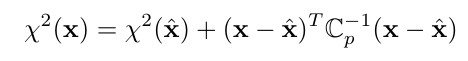 χ²(𝐱) = χ²(𝐱̂) + (𝐱 − 𝐱̂)ᵀ ℂₚ⁻¹(𝐱 − 𝐱̂)